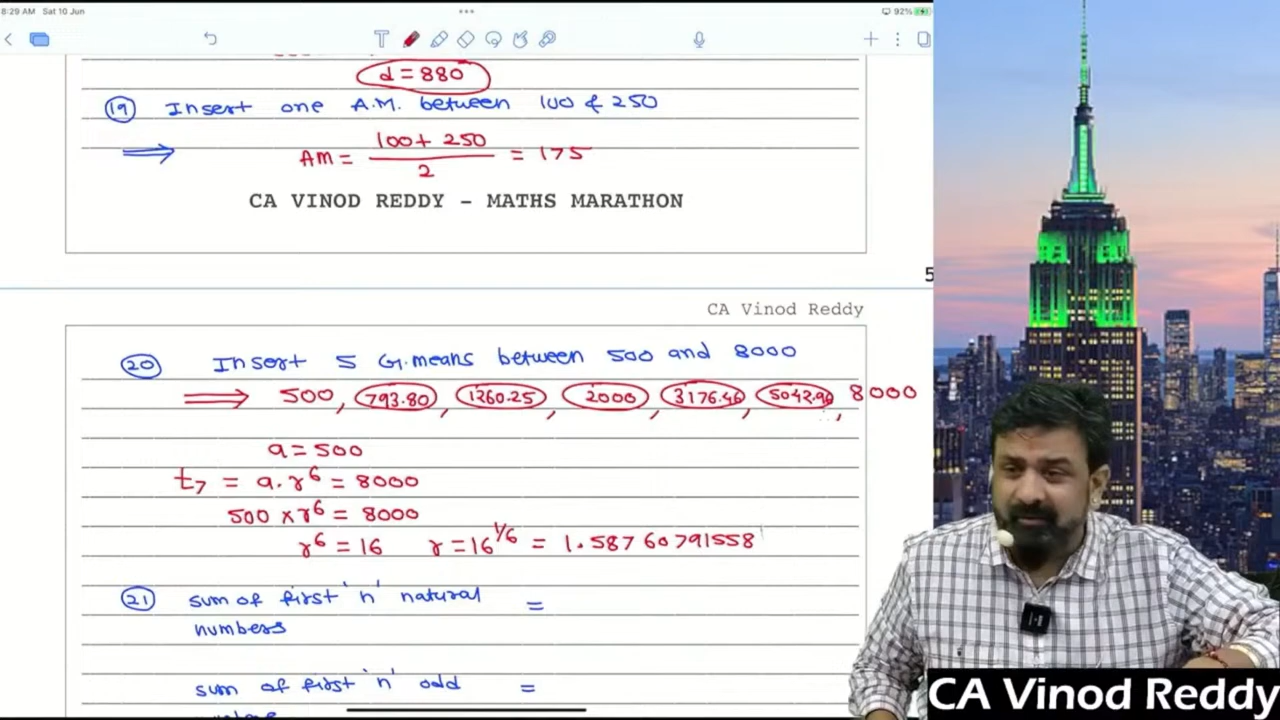 8:29 AM Sat 10 Jun
92%
T
d = 880
19 Insert one A.M. between 100 & 250
⟹ AM = (100 + 250)/2 = 175
CA VINOD REDDY - MATHS MARATHON
5
CA Vinod Reddy
20 Insert 5 G.means between 500 and 8000
⟹ 500, 793.80, 1260.25, 2000, 3176.46, 5042.96, 8000
a = 500
t₇ = a.r⁶ = 8000
500 × r⁶ = 8000
r⁶ = 16 r = 16^1/6 = 1.58760791558
21 sum of first 'n' natural =
numbers
sum of first 'n' odd =
CA Vinod Reddy